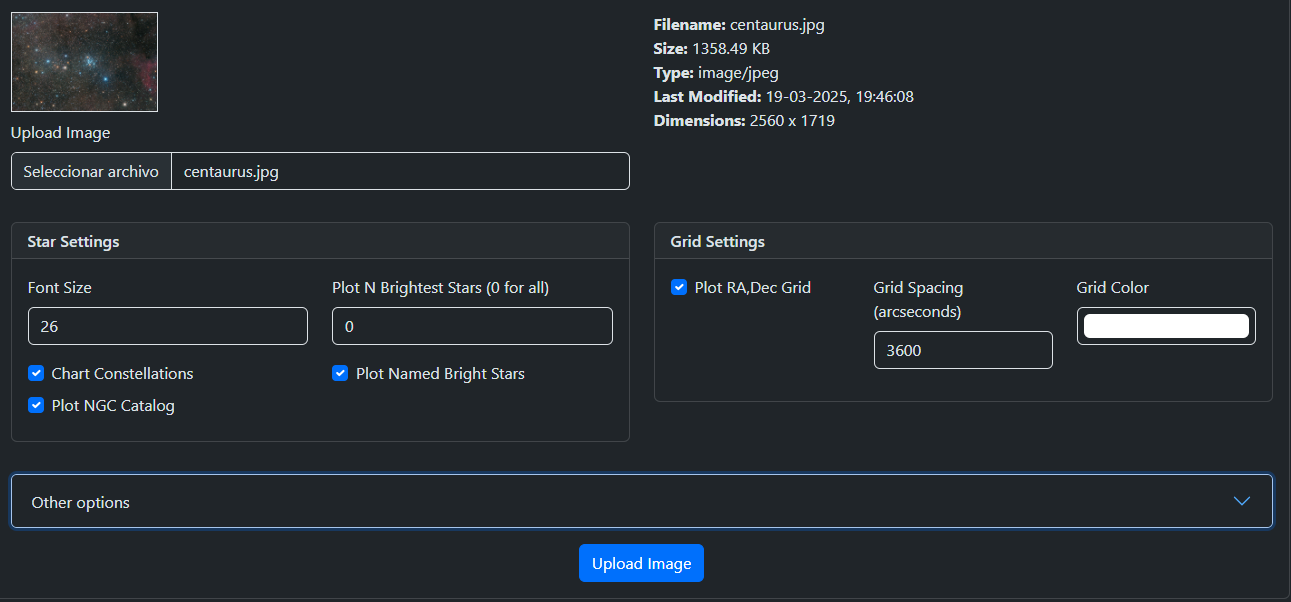 Filename: centaurus.jpg
Size: 1358.49 KB
Type: image/jpeg
Last Modified: 19-03-2025, 19:46:08
Dimensions: 2560 x 1719
Upload Image
Seleccionar archivo centaurus.jpg
Star Settings
Font Size
26
Plot N Brightest Stars (0 for all)
0
Chart Constellations
Plot Named Bright Stars
Plot NGC Catalog
Grid Settings
Plot RA,Dec Grid
Grid Spacing
(arcseconds)
3600
Grid Color
Other options
Upload Image